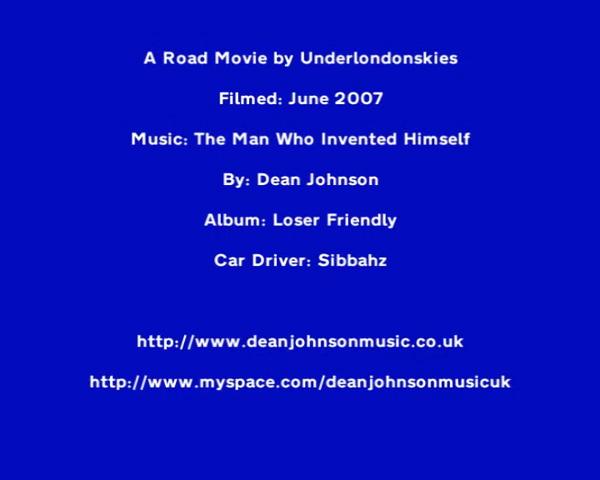 A Road Movie by Underlondonskies
Filmed: June 2007
Music: The Man Who Invented Himself
By: Dean Johnson
Album: Loser Friendly
Car Driver: Sibbahz
http://www.deanjohnsonmusic.co.uk
http://www.myspace.com/deanjohnsonmusicuk